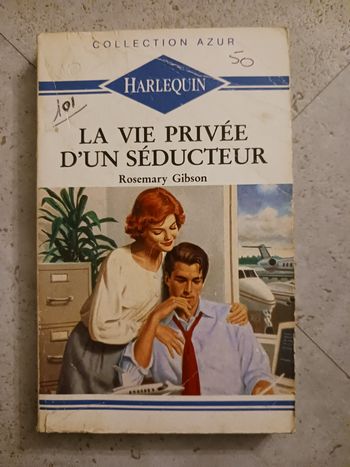 COLLECTION AZUR
50
HARLEQUIN
101
LA VIE PRIVÉE
D'UN SÉDUCTEUR
Rosemary Gibson